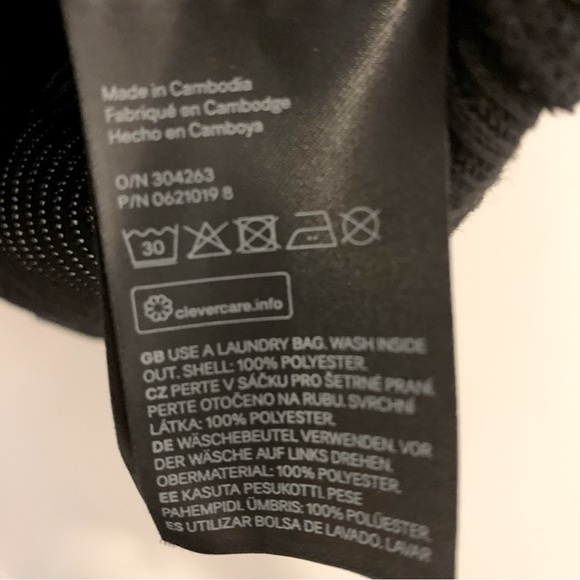 Made in Cambodia
Fabriqué en Cambodge
Hecho en Camboya
O/N 304263
P/N 0621019 8
30
clevercare.info
GB USE A LAUNDRY BAG. WASH INSIDE
OUT. SHELL: 100% POLYESTER.
CZ PERTE V SÁČKU PRO ŠETRNÉ PRANÍ.
PERTE OTOČENO NA RUBU. SVRCHNÍ
LÁTKA: 100% POLYESTER.
DE WÄSCHEBEUTEL VERWENDEN. VOR
DER WÄSCHE AUF LINKS DREHEN.
OBERMATERIAL: 100% POLYESTER.
EE KASUTA PESUKOTTI. PESE
PAHEMPIDI. ÜMBRIS: 100% POLÜESTER.
ES UTILIZAR BOLSA DE LAVADO. LAVAR